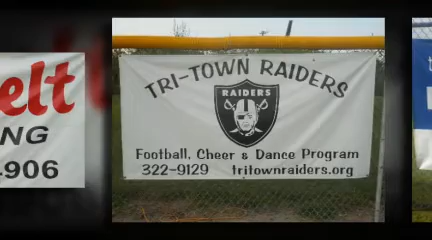 elt
NG
-906
TRI-TOWN RAIDERS
RAIDERS
Football, Cheer & Dance Program
322-9129 tritownraiders.org